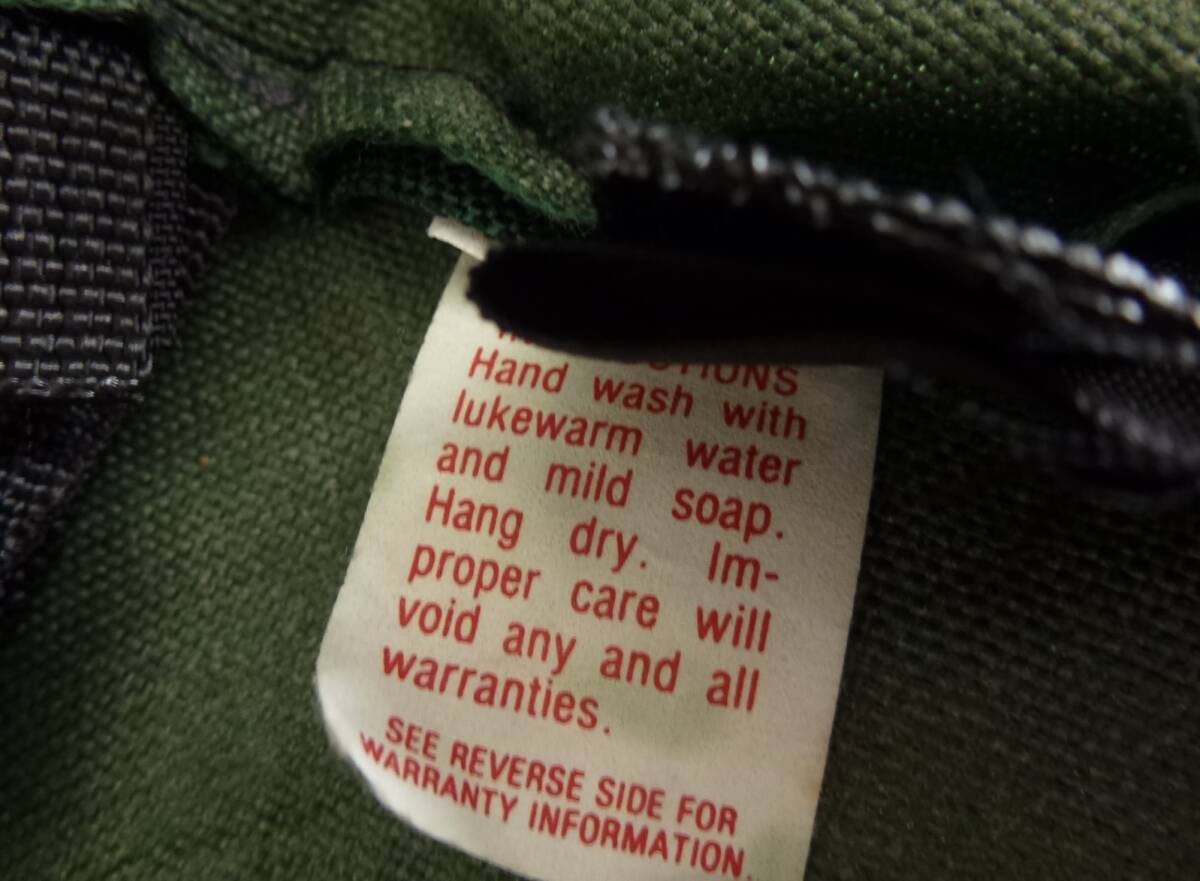 Hand wash with
lukewarm water
and mild soap.
Hang dry. Im-
proper care will
void any and all
warranties.
SEE REVERSE SIDE FOR
WARRANTY INFORMATION.